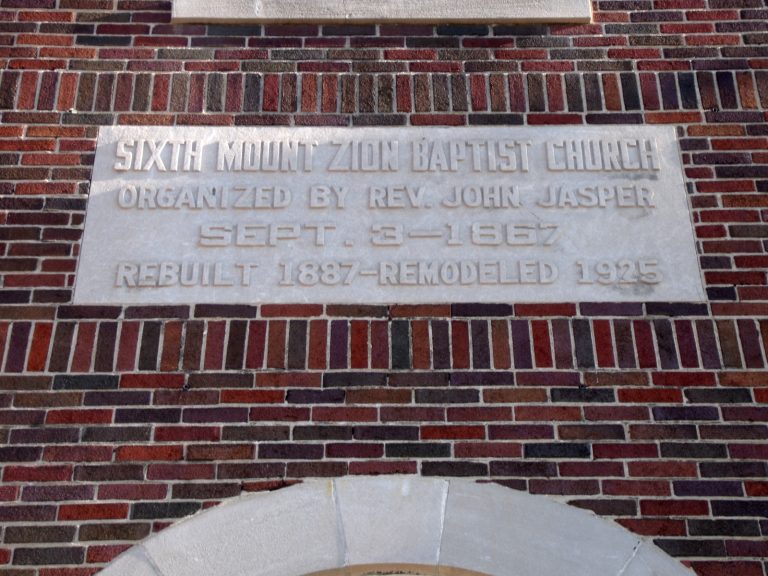 SIXTH MOUNT ZION BAPTIST CHURCH
ORGANIZED BY REV. JOHN JASPER
SEPT. 3-1867
REBUILT 1887-REMODELED 1925